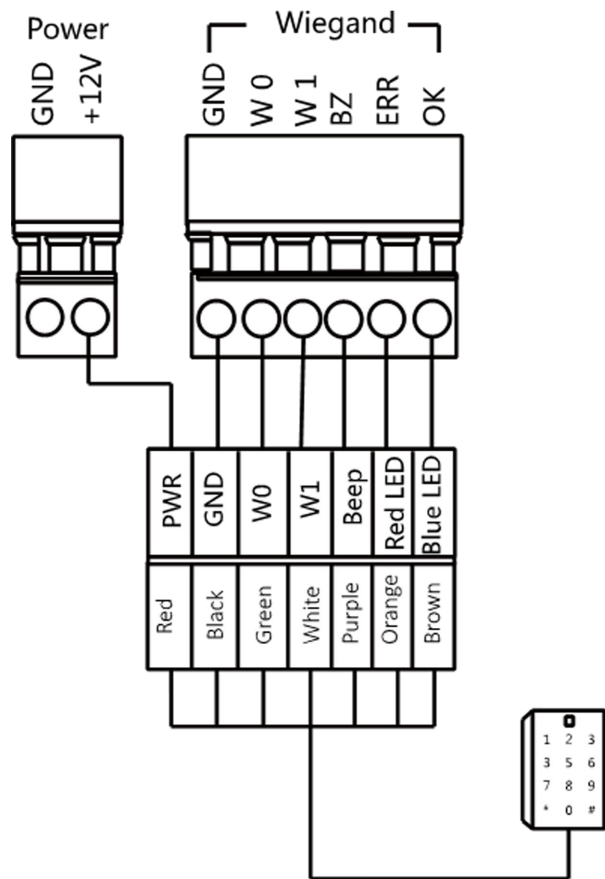 Power
Wiegand
GND
+12V
GND
W 0
W 1
BZ
ERR
OK
PWR
GND
W0
W1
Beep
Red LED
Blue LED
Red
Black
Green
White
Purple
Orange
Brown
1 2 3
3 5 6
7 8 9
* 0 #